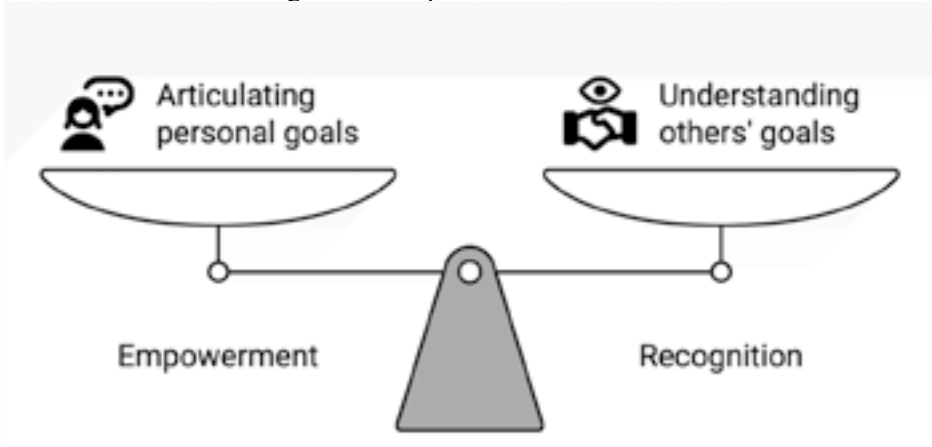 Articulating
personal goals
Understanding
others' goals
Empowerment
Recognition